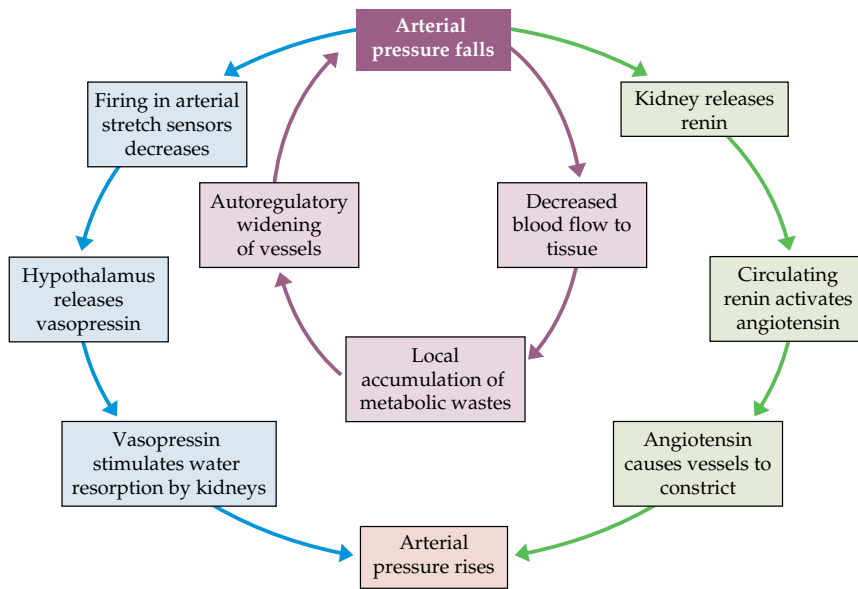 Arterial
pressure falls
Firing in arterial
stretch sensors
decreases
Hypothalamus
releases
vasopressin
Vasopressin
stimulates water
resorption by kidneys
Autoregulatory
widening
of vessels
Decreased
blood flow to
tissue
Local
accumulation of
metabolic wastes
Kidney releases
renin
Circulating
renin activates
angiotensin
Angiotensin
causes vessels to
constrict
Arterial
pressure rises